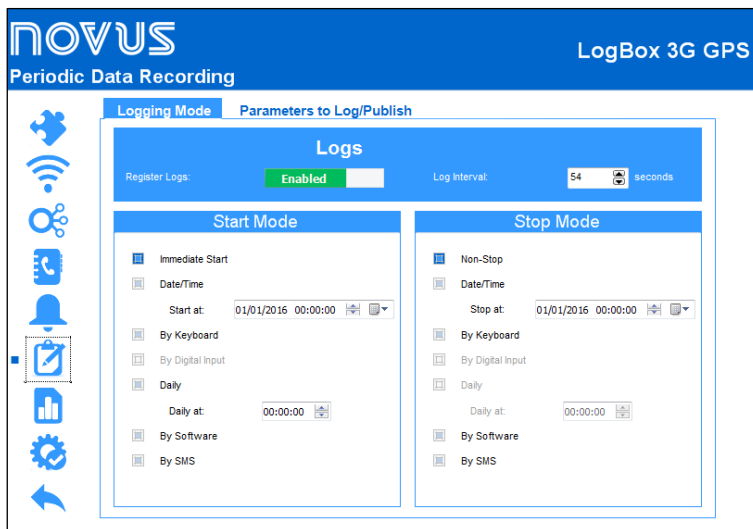 novus
LogBox 3G GPS
Periodic Data Recording
Logging Mode Parameters to Log/Publish
Logs
Register Logs: Enabled Log Interval: 54 seconds
Start Mode
Immediate Start
Date/Time
Start at: 01/01/2016 00:00:00
By Keyboard
By Digital Input
Daily
Daily at: 00:00:00
By Software
By SMS
Stop Mode
Non-Stop
Date/Time
Stop at: 01/01/2016 00:00:00
By Keyboard
By Digital Input
Daily
Daily at: 00:00:00
By Software
By SMS